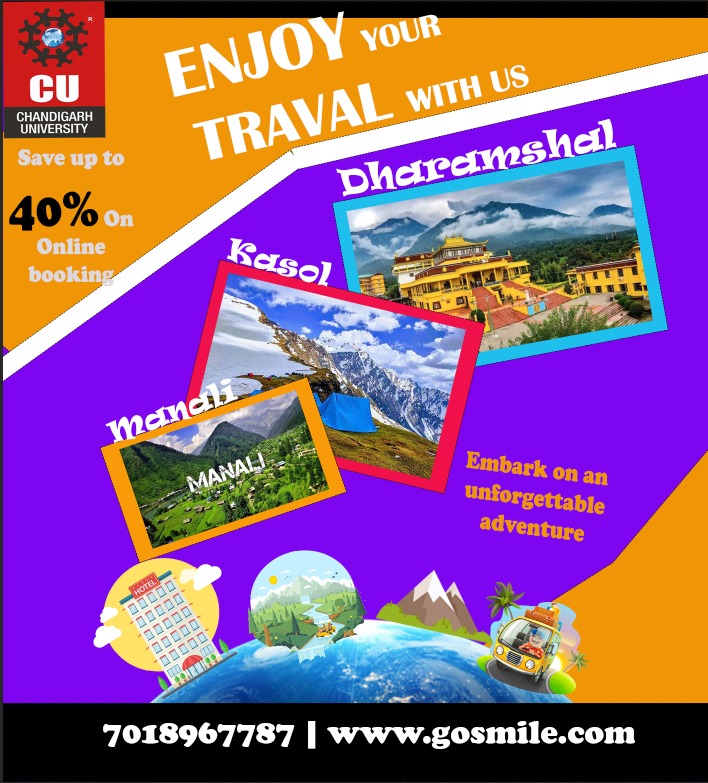 ®
CU
CHANDIGARH
UNIVERSITY
ENJOY YOUR
TRAVAL WITH US
Save up to
40% On
Online
booking
Dharamshal
Kasol
Manali
MANALI
Embark on an
unforgettable
adventure
HOTEL
7018967787 | www.gosmile.com